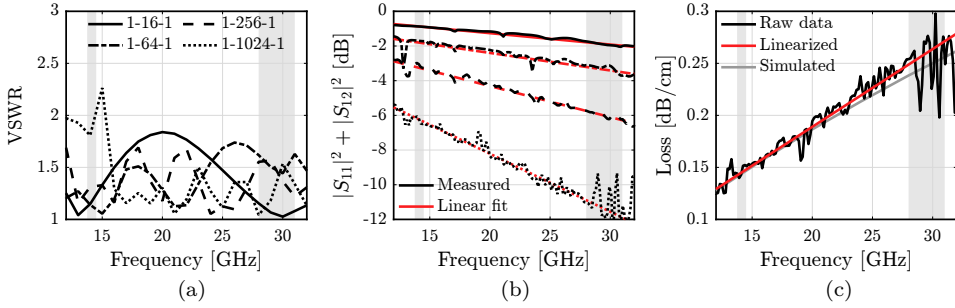 3
2.5
2
1.5
1
VSWR
1-16-1
1-256-1
1-64-1
1-1024-1
15
20
25
30
Frequency [GHz]
(a)
0
-2
-4
-6
-8
-10
-12
|S₁₁|² + |S₁₂|² [dB]
Measured
Linear fit
15
21
25
30
Frequency [GHz]
(b)
0.3
0.25
0.2
0.15
0.1
Loss [dB/cm]
Raw data
Linearized
Simulated
15
20
25
30
Frequency [GHz]
(c)